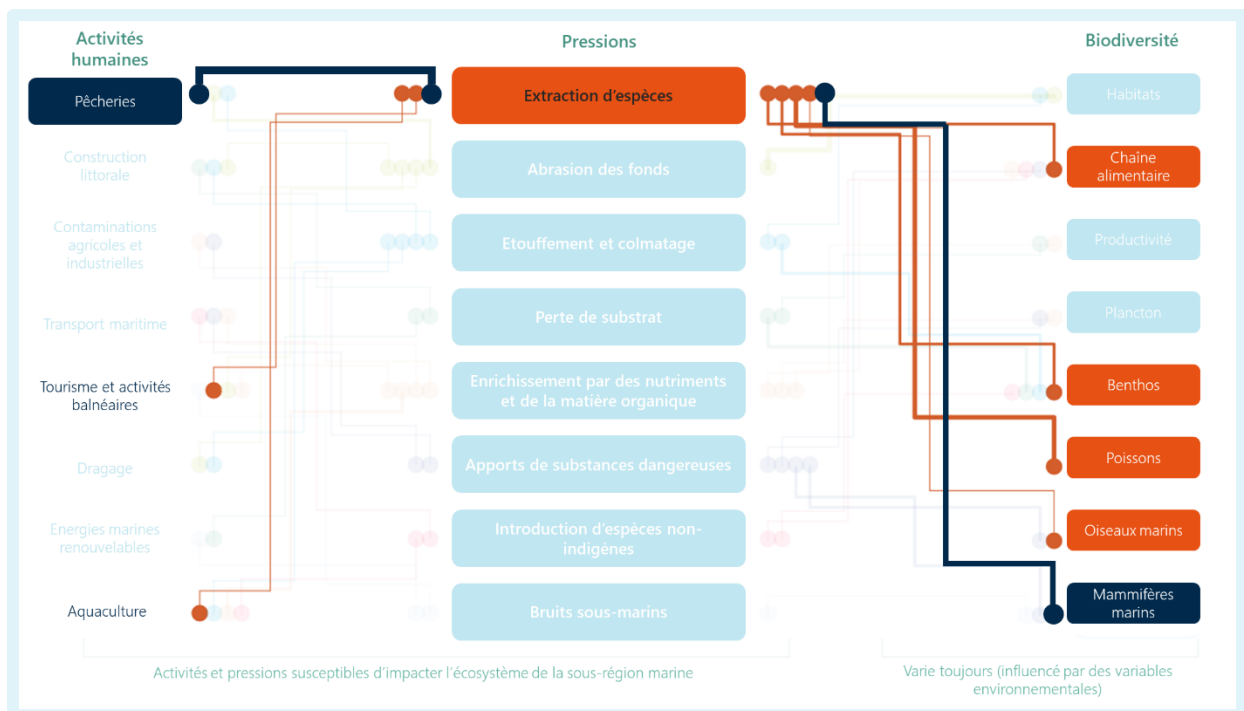 Activités
humaines
Pressions
Biodiversité
Pêcheries
Extraction d'espèces
Habitats
Construction
littorale
Abrasion des fonds
Chaîne
alimentaire
Contaminations
agricoles et
industrielles
Etouffement et colmatage
Productivité
Transport maritime
Perte de substrat
Plancton
Tourisme et activités
balnéaires
Enrichissement par des nutriments
et de la matière organique
Benthos
Dragage
Apports de substances dangereuses
Poissons
Energies marines
renouvelables
Introduction d'espèces non-
indigènes
Oiseaux marins
Aquaculture
Bruits sous-marins
Mammifères
marins
Activités et pressions susceptibles d'impacter l'écosystème de la sous-région marine
Varie toujours (influencé par des variables
environnementales)